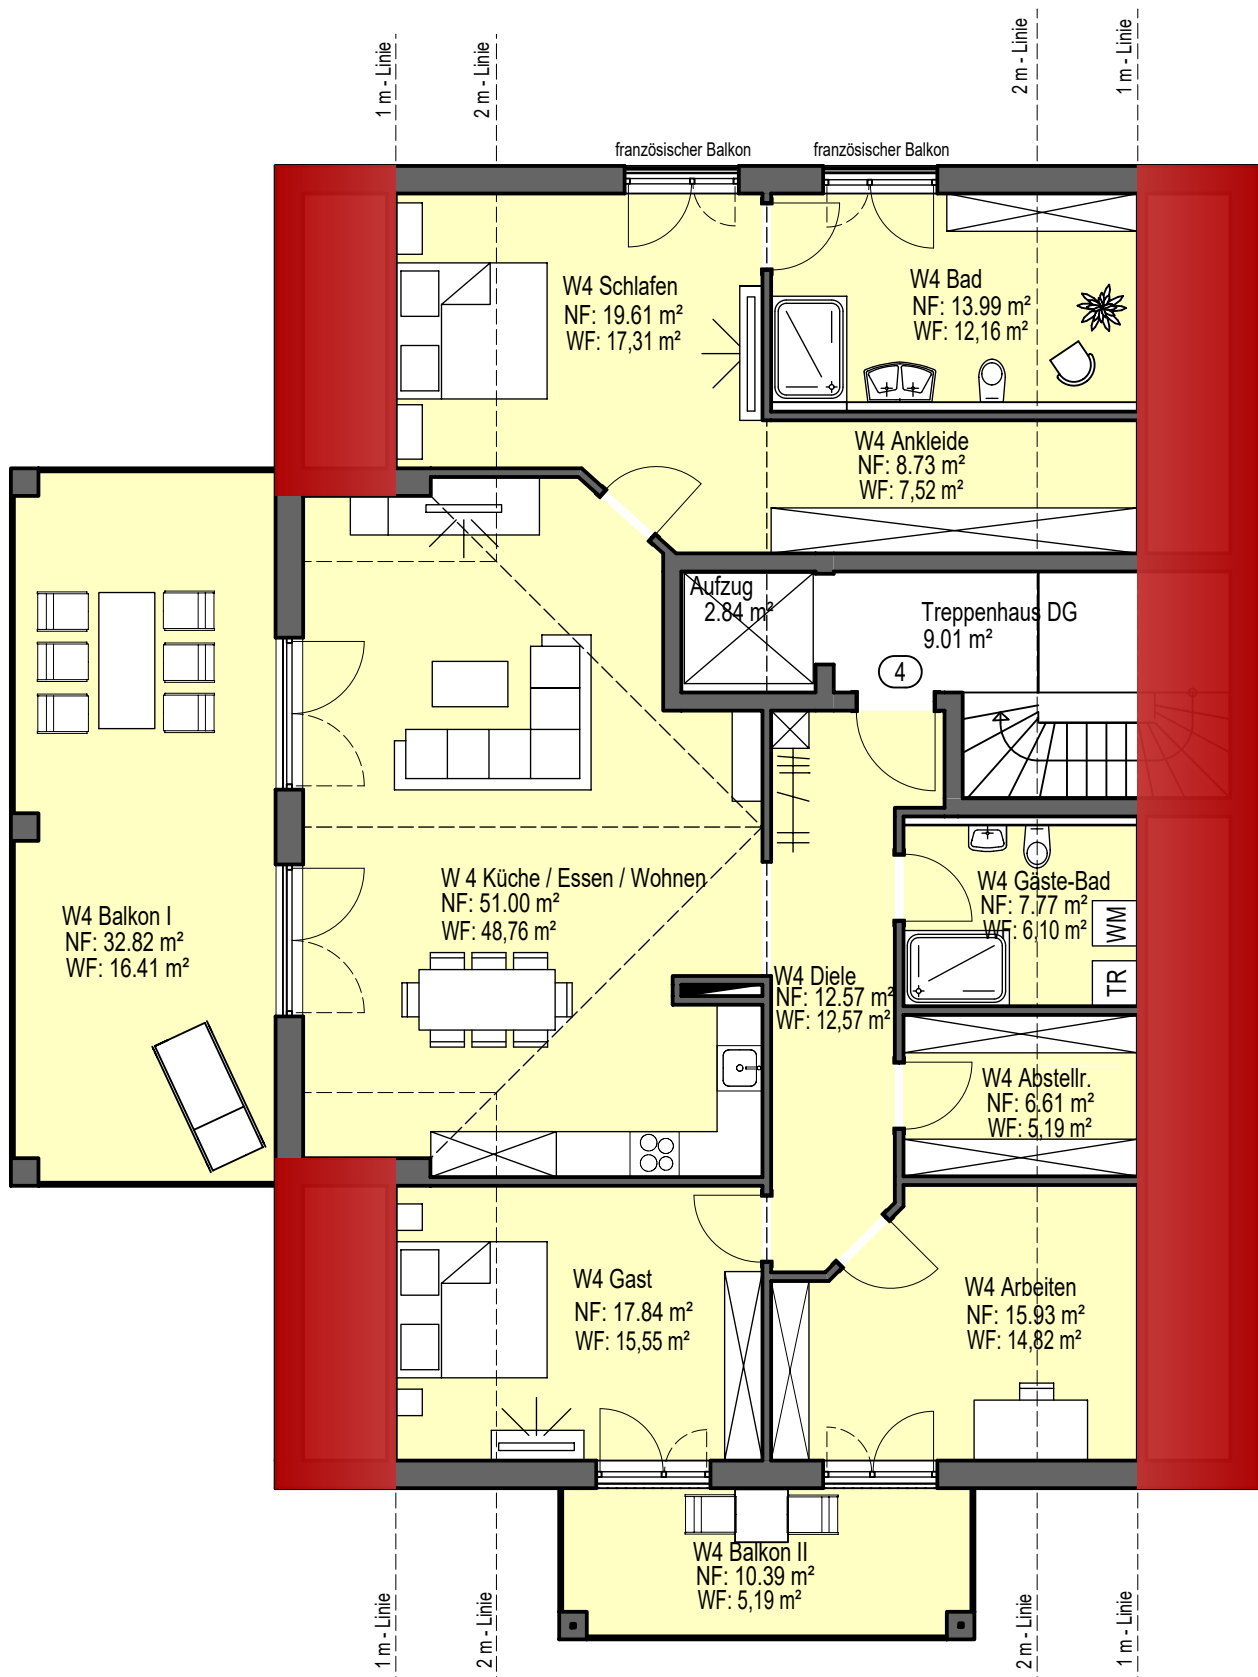 1 m - Linie
2 m - Linie
2 m - Linie
1 m - Linie
französischer Balkon
französischer Balkon
W4 Schlafen
NF: 19.61 m²
WF: 17,31 m²
W4 Bad
NF: 13.99 m²
WF: 12,16 m²
W4 Ankleide
NF: 8.73 m²
WF: 7,52 m²
Aufzug
2.84 m²
Treppenhaus DG
9.01 m²
4
W 4 Küche / Essen / Wohnen
NF: 51.00 m²
WF: 48,76 m²
W4 Balkon I
NF: 32.82 m²
WF: 16.41 m²
W4 Gäste-Bad
NF: 7.77 m²
WF: 6,10 m²
WM
TR
W4 Diele
NF: 12.57 m²
WF: 12,57 m²
W4 Abstellr.
NF: 6.61 m²
WF: 5,19 m²
W4 Gast
NF: 17.84 m²
WF: 15,55 m²
W4 Arbeiten
NF: 15.93 m²
WF: 14,82 m²
W4 Balkon II
NF: 10.39 m²
WF: 5,19 m²
1 m - Linie
2 m - Linie
2 m - Linie
1 m - Linie